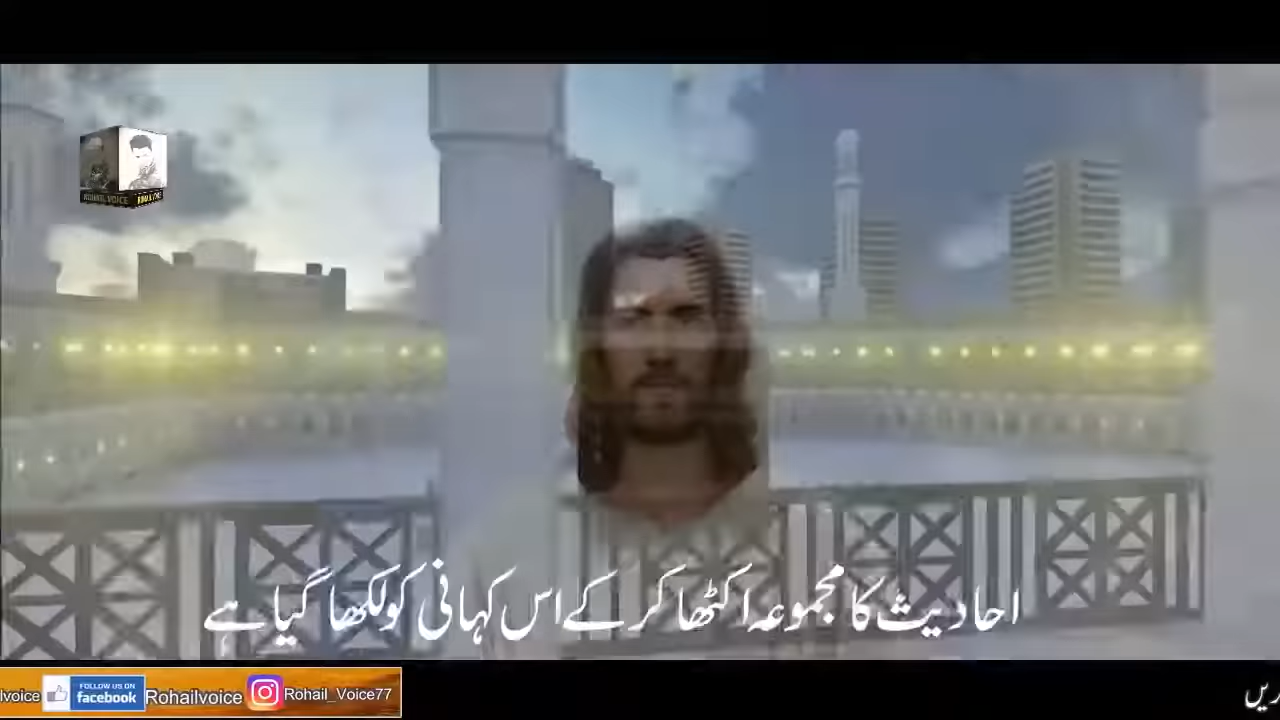 ROHAIL VOICE
احادیث کا مجموعہ اکٹھا کر کے اس کہانی کو لکھا گیا ہے
lvoice FOLLOW US ON facebook Rohailvoice Rohail_Voice77